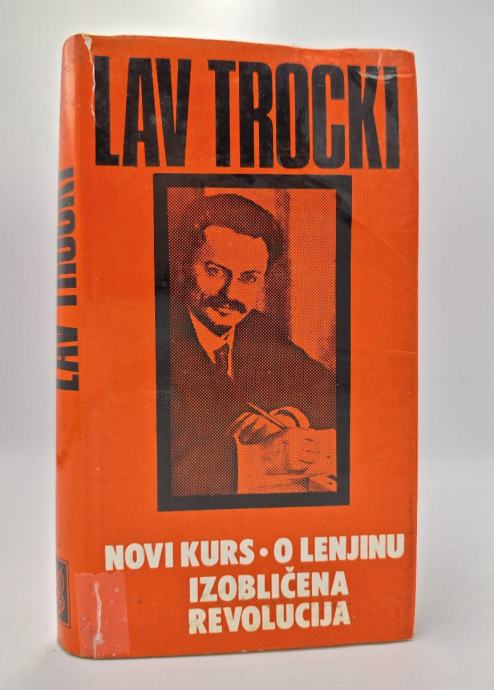 LAV TROCKI
NOVI KURS • O LENJINU
IZOBLIČENA
REVOLUCIJA
LAV TROCKI